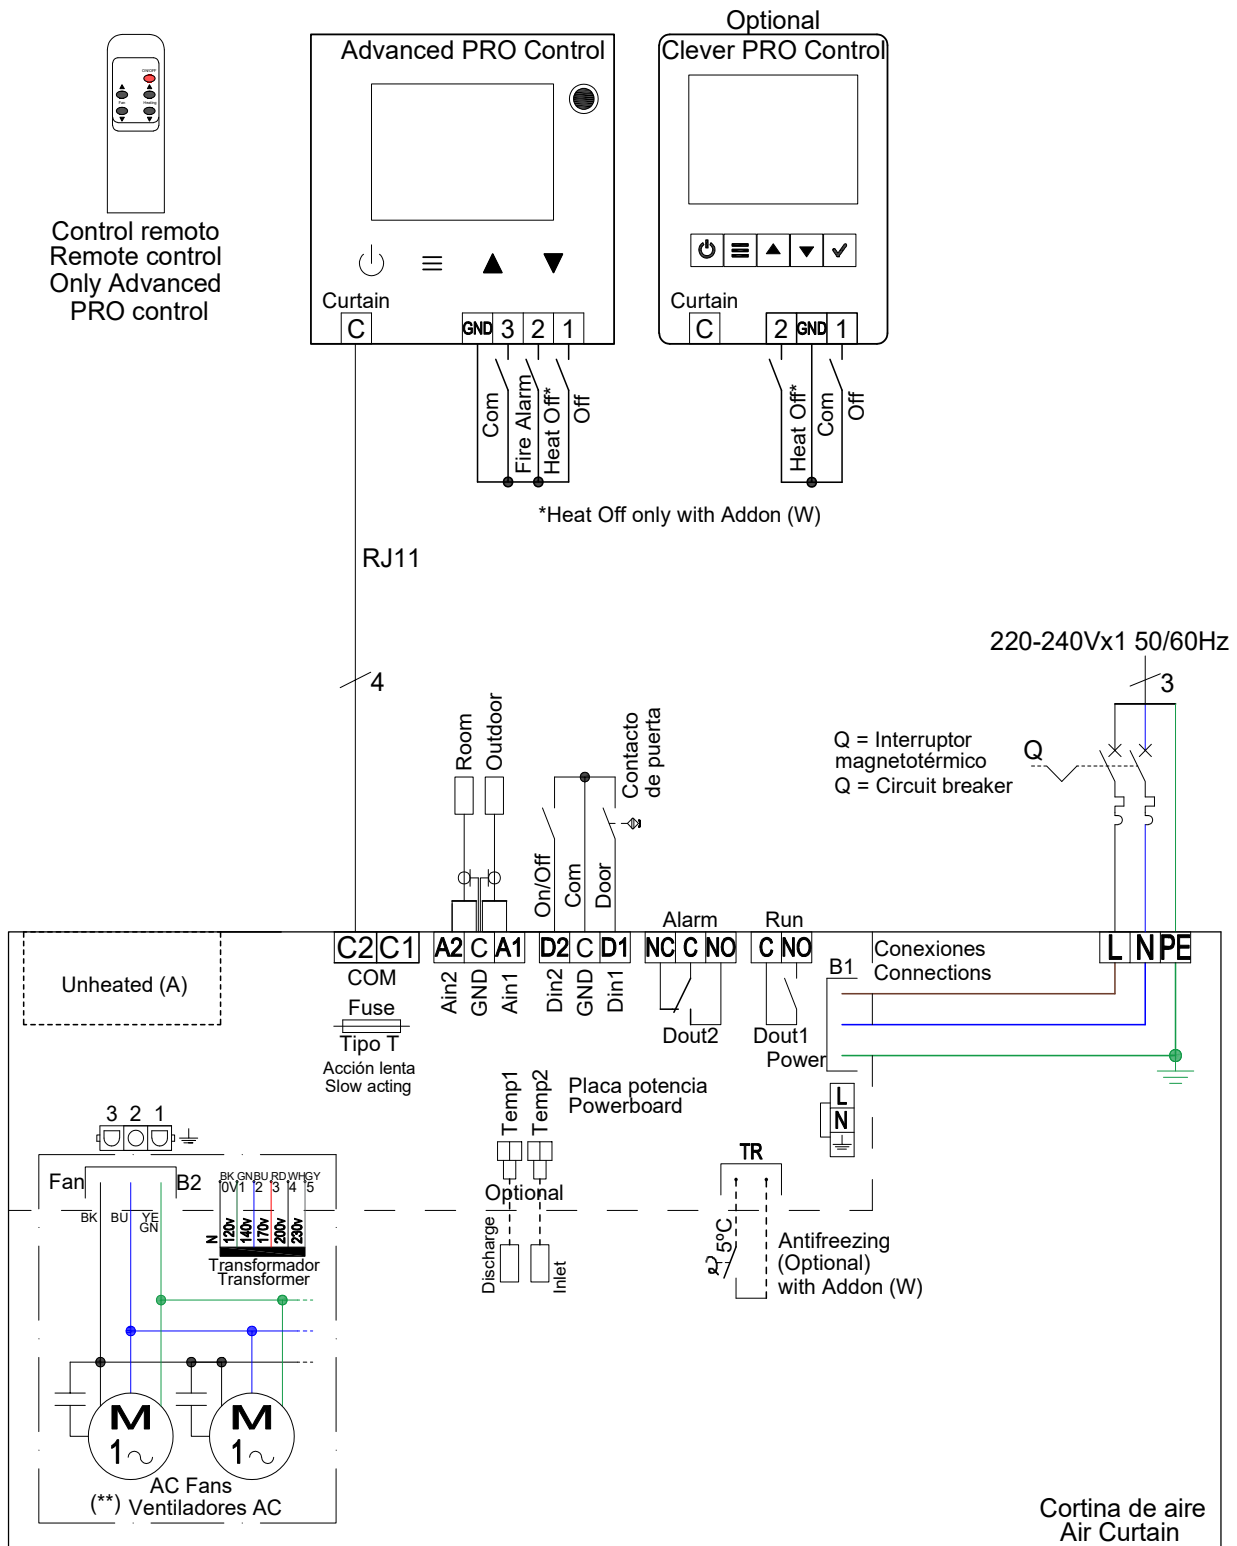 Optional
Advanced PRO Control
Clever PRO Control
ON/OFF
Fan
Heating
Control remoto
Remote control
Only Advanced
PRO control
Curtain
C
GND 3 2 1
Com
Fire Alarm
Heat Off*
Off
Curtain
C
2 GND 1
Heat Off*
Com
Off
*Heat Off only with Addon (W)
RJ11
4
220-240Vx1 50/60Hz
3
Q = Interruptor
magnetotérmico
Q = Circuit breaker
Q
Room
Outdoor
On/Off
Com
Door
Contacto
de puerta
Alarm
Run
Unheated (A)
C2 C1
COM
A2 C A1
Ain2
GND
Ain1
D2 C D1
Din2
GND
Din1
NC C NO
Dout2
C NO
Dout1
B1
Power
Conexiones
Connections
L N PE
Fuse
Tipo T
Acción lenta
Slow acting
Temp1
Temp2
Placa potencia
Powerboard
L
N
3 2 1
Fan
B2
BK GN BU RD WH GY
0V 1 2 3 4 5
BK
BU
YE
GN
N
120v
140v
170v
200v
230v
Transformador
Transformer
Optional
Discharge
Inlet
TR
5ºC
Antifreezing
(Optional)
with Addon (W)
M
1
M
1
AC Fans
(**) Ventiladores AC
Cortina de aire
Air Curtain